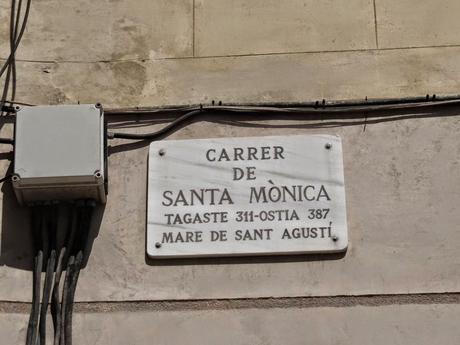 CARRER
DE
SANTA MÒNICA
TAGASTE 311-OSTIA 387,
MARE DE SANT AGUSTÍ